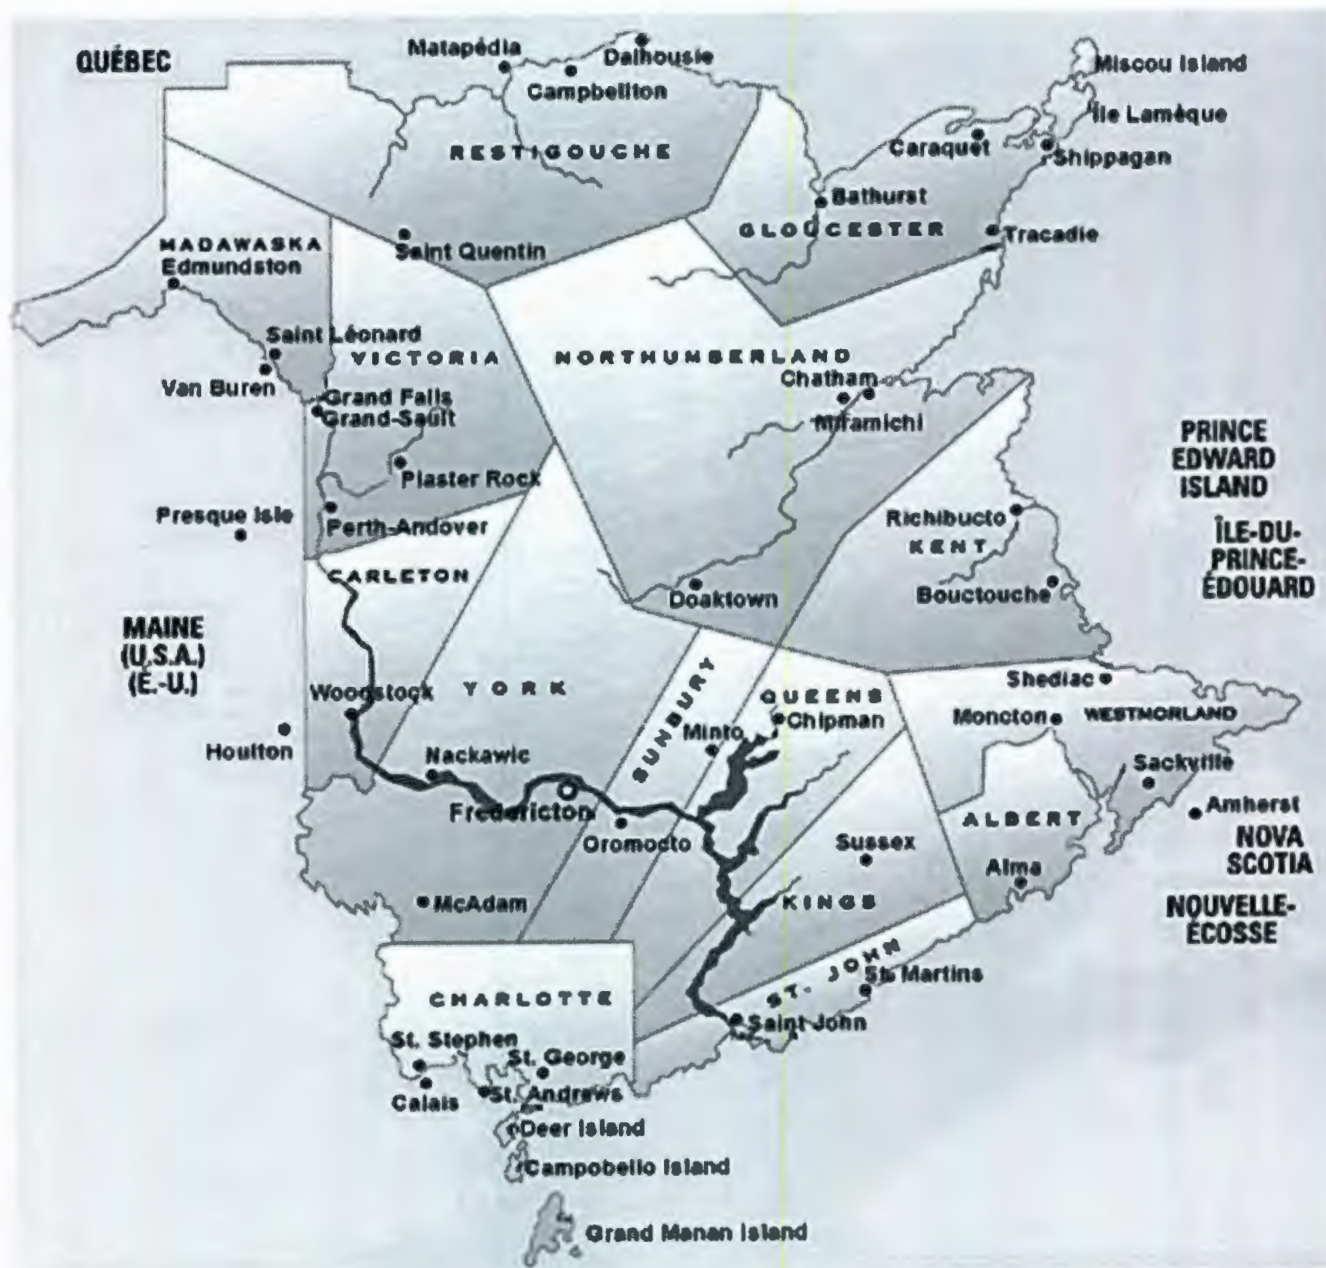 QUÉBEC
Matapédia
Dalhousie
Campbellton
Miscou Island
Île Lamèque
RESTIGOUCHE
Caraquet
Shippagan
Bathurst
GLOUCESTER
Tracadie
MADAWASKA
Edmundston
Saint Quentin
Saint Léonard
VICTORIA
NORTHUMBERLAND
Van Buren
Chatham
Grand Falls
Grand-Sault
Miramichi
PRINCE
EDWARD
ISLAND
Plaster Rock
Presque Isle
Perth-Andover
Richibucto
KENT
ÎLE-DU-
PRINCE-
ÉDOUARD
CARLETON
Doaktown
Bouctouche
MAINE
(U.S.A.)
(É.-U.)
Woodstock
YORK
SUNBURY
QUEENS
Shediac
Chipman
Moncton
WESTMORLAND
Houlton
Minto
Nackawic
Sackville
Fredericton
Amherst
Oromocto
Sussex
ALBERT
NOVA
SCOTIA
Alma
McAdam
KINGS
NOUVELLE-
ÉCOSSE
CHARLOTTE
ST. JOHN
St. Martins
Saint John
St. Stephen
St. George
Calais
St. Andrews
Deer Island
Campobello Island
Grand Manan Island